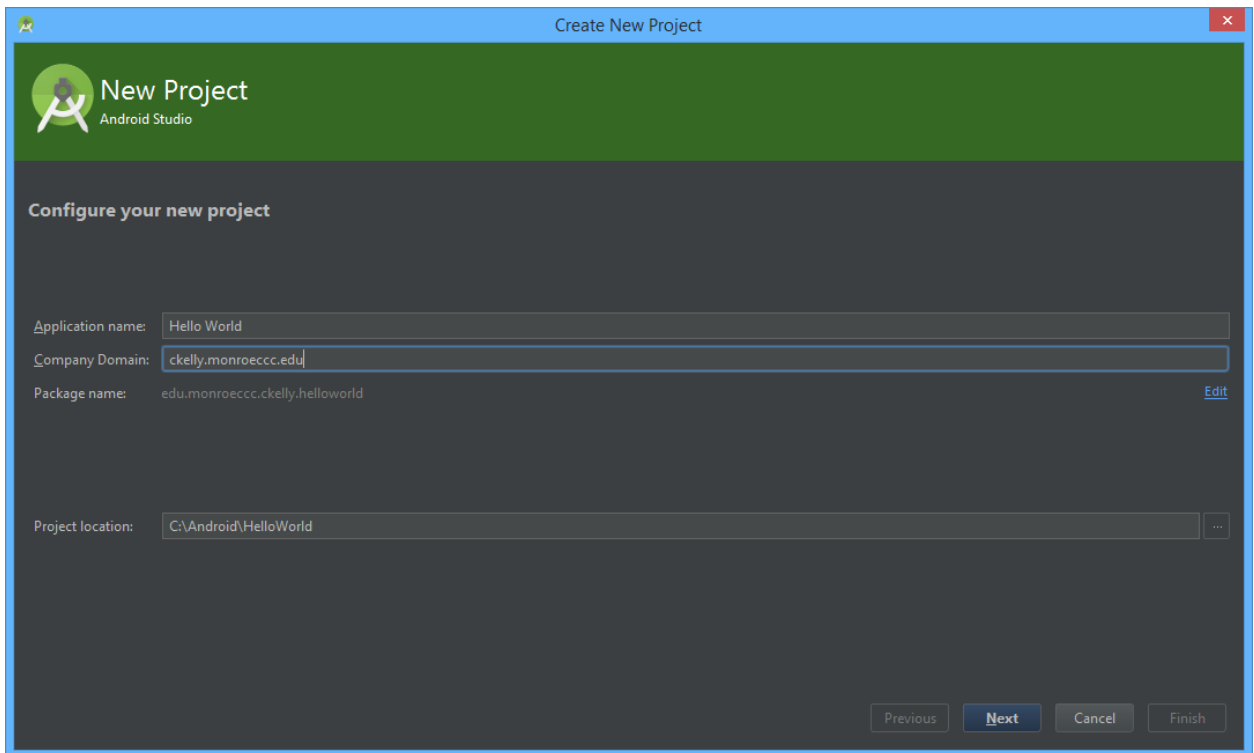 Create New Project
New Project
Android Studio
Configure your new project
Application name: Hello World
Company Domain: ckelly.monroeccc.edu
Package name: edu.monroeccc.ckelly.helloworld Edit
Project location: C:\Android\HelloWorld ...
Previous Next Cancel Finish